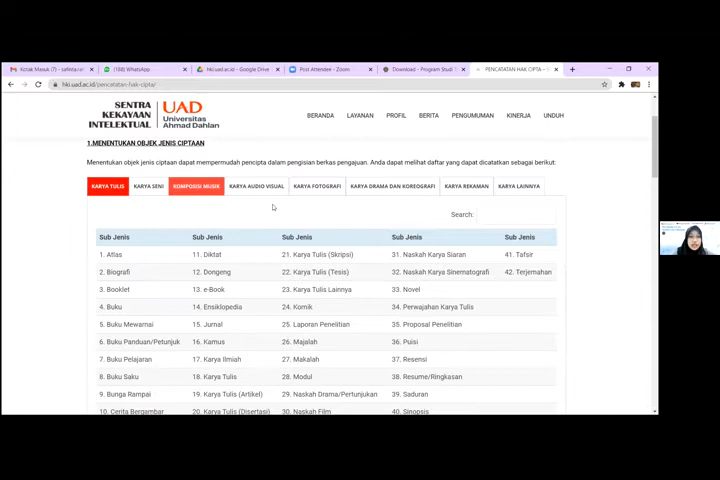 Kotak Masuk (7) - safista.ral
(188) WhatsApp
hki.uad.ac.id - Google Drive
Post Attendee - Zoom
Download - Program Studi T
PENCATATAN HAK CIPTA – S
hki.uad.ac.id/pencatatan-hak-cipta/
SENTRA
KEKAYAAN
INTELEKTUAL
UAD
Universitas
Ahmad Dahlan
BERANDA LAYANAN PROFIL BERITA PENGUMUMAN KINERJA UNDUH
1.MENENTUKAN OBJEK JENIS CIPTAAN
Menentukan objek jenis ciptaan dapat mempermudah pencipta dalam pengisian berkas pengajuan. Anda dapat melihat daftar yang dapat dicatatkan sebagai berikut:
KARYA TULIS KARYA SENI KOMPOSISI MUSIK KARYA AUDIO VISUAL KARYA FOTOGRAFI KARYA DRAMA DAN KOREOGRAFI KARYA REKAMAN KARYA LAINNYA
Search:
Sub Jenis Sub Jenis Sub Jenis Sub Jenis Sub Jenis
1. Atlas 11. Diktat 21. Karya Tulis (Skripsi) 31. Naskah Karya Siaran 41. Tafsir
2. Biografi 12. Dongeng 22. Karya Tulis (Tesis) 32. Naskah Karya Sinematografi 42. Terjemahan
3. Booklet 13. e-Book 23. Karya Tulis Lainnya 33. Novel
4. Buku 14. Ensiklopedia 24. Komik 34. Perwajahan Karya Tulis
5. Buku Mewarnai 15. Jurnal 25. Laporan Penelitian 35. Proposal Penelitian
6. Buku Panduan/Petunjuk 16. Kamus 26. Majalah 36. Puisi
7. Buku Pelajaran 17. Karya Ilmiah 27. Makalah 37. Resensi
8. Buku Saku 18. Karya Tulis 28. Modul 38. Resume/Ringkasan
9. Bunga Rampai 19. Karya Tulis (Artikel) 29. Naskah Drama/Pertunjukan 39. Saduran
10. Cerita Bergambar 20. Karya Tulis (Disertasi) 30. Naskah Film 40. Sinopsis